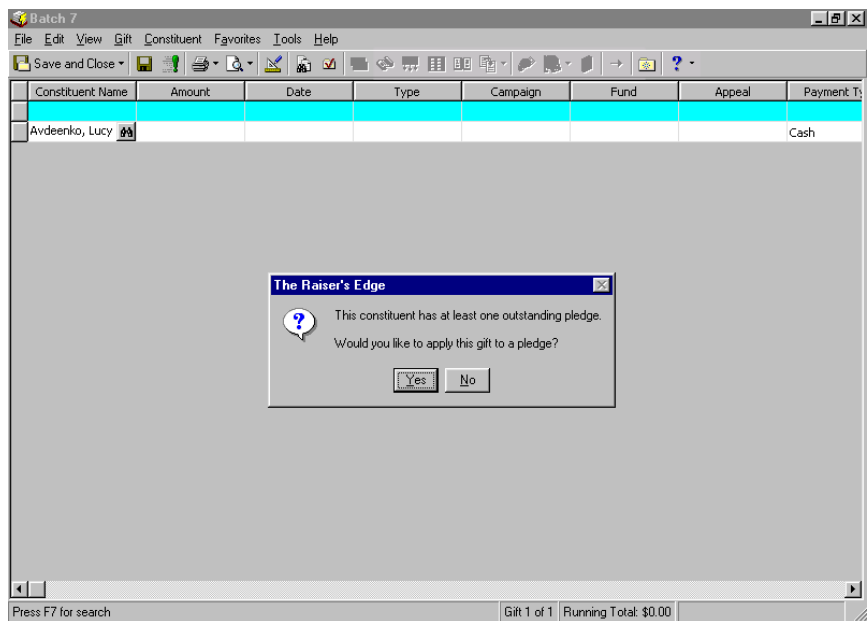 Batch 7
File Edit View Gift Constituent Favorites Tools Help
Save and Close
Constituent Name Amount Date Type Campaign Fund Appeal Payment Ty
Avdeenko, Lucy Cash
The Raiser's Edge
This constituent has at least one outstanding pledge.
Would you like to apply this gift to a pledge?
Yes No
Press F7 for search Gift 1 of 1 Running Total: $0.00